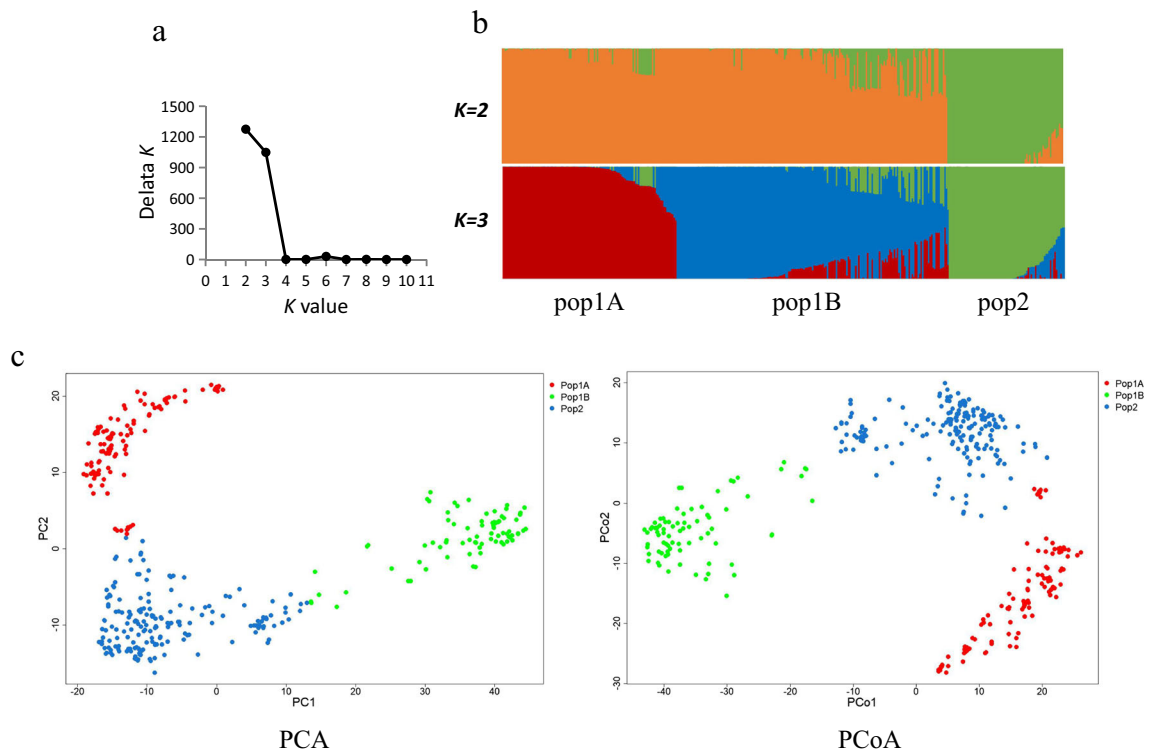 a
1500
1200
900
600
300
0
Delata K
0 1 2 3 4 5 6 7 8 9 10 11
K value
b
K=2
K=3
pop1A pop1B pop2
c
Pop1A
Pop1B
Pop2
20
10
0
-10
PC2
-20 -10 0 10 20 30 40
PC1
PCA
Pop1A
Pop1B
Pop2
20
10
0
-10
-20
-30
PCo2
-40 -30 -20 -10 0 10 20
PCo1
PCoA